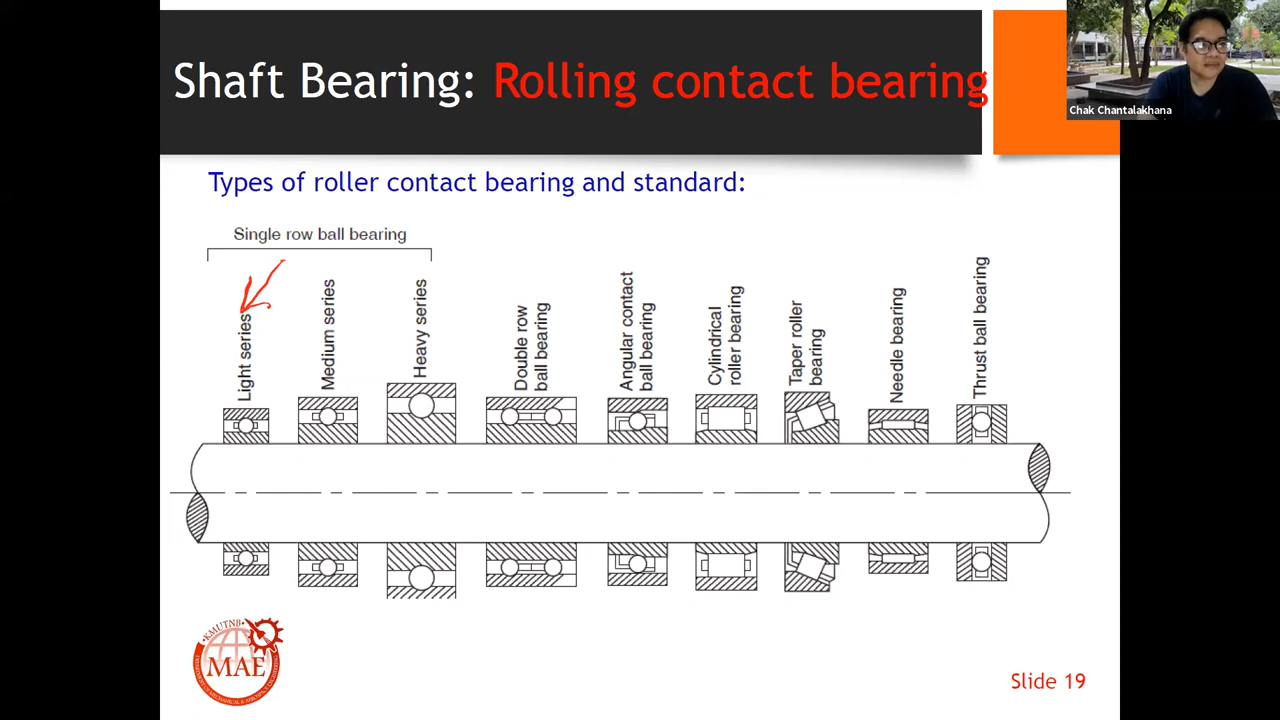 Shaft Bearing: Rolling contact bearing
Chak Chantalakhana
Types of roller contact bearing and standard:
Single row ball bearing
Light series
Medium series
Heavy series
Double row
ball bearing
Angular contact
ball bearing
Cylindrical
roller bearing
Taper roller
bearing
Needle bearing
Thrust ball bearing
•KMUTNB•
MAE
Slide 19